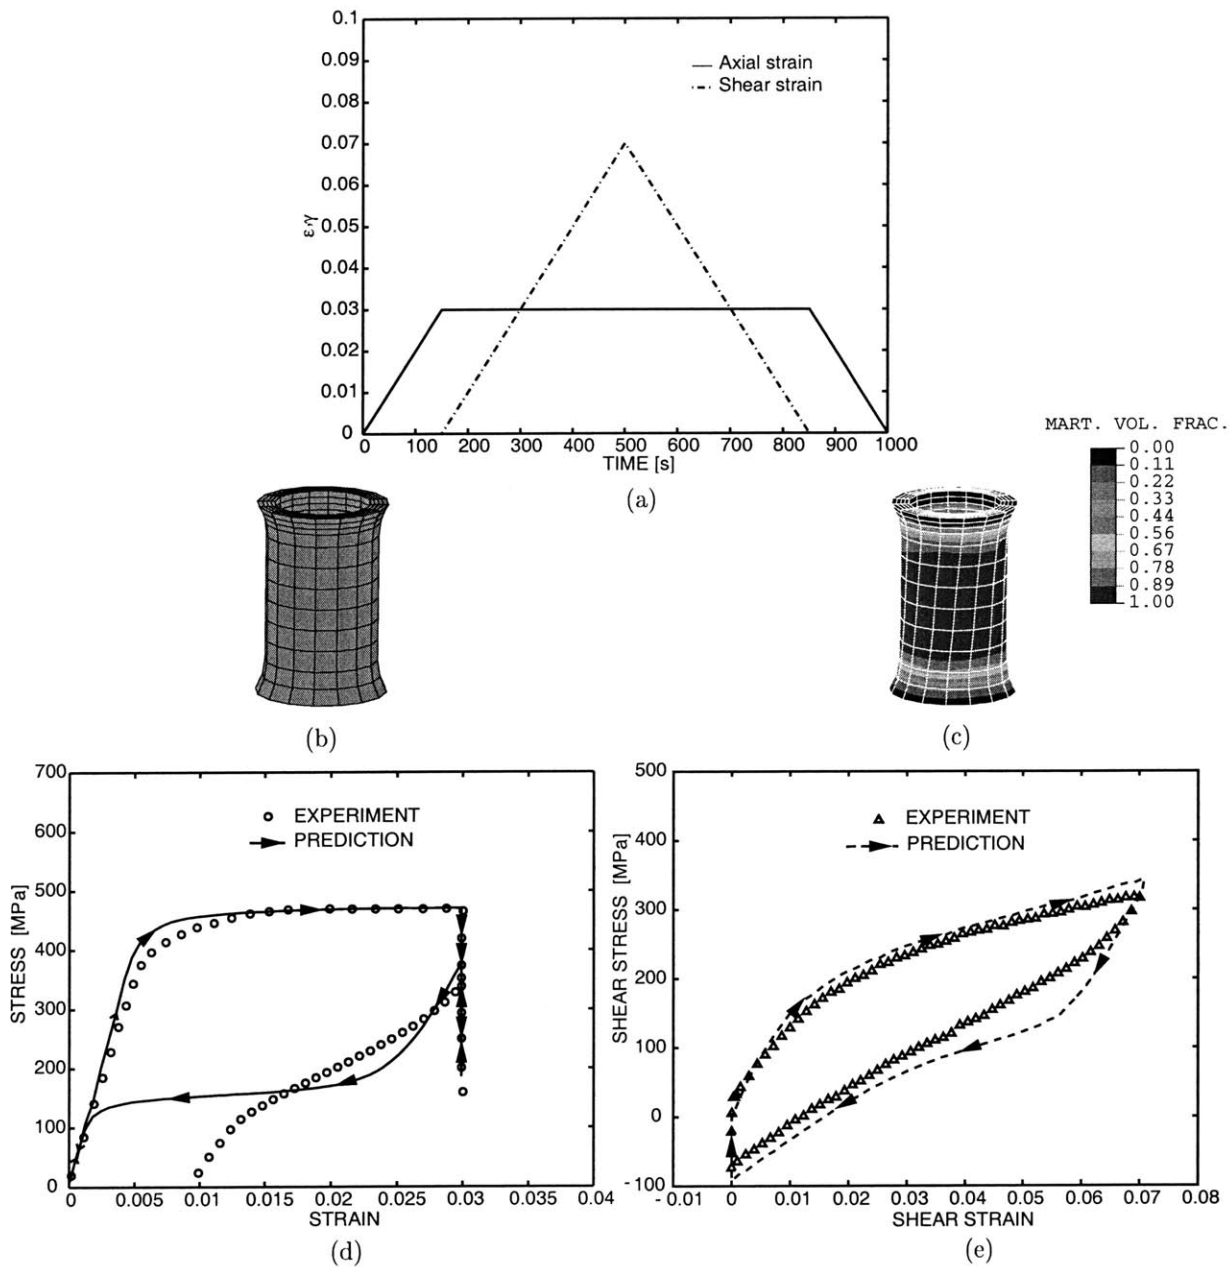 0.1
0.09
0.08
0.07
0.06
0.05
0.04
0.03
0.02
0.01
0
ε,γ
Axial strain
Shear strain
0 100 200 300 400 500 600 700 800 900 1000
TIME [s]
(a)
MART. VOL. FRAC.
0.00
0.11
0.22
0.33
0.44
0.56
0.67
0.78
0.89
1.00
(b)
(c)
700
600
500
400
300
200
100
0
STRESS [MPa]
EXPERIMENT
PREDICTION
0 0.005 0.01 0.015 0.02 0.025 0.03 0.035 0.04
STRAIN
(d)
500
400
300
200
100
0
-100
SHEAR STRESS [MPa]
EXPERIMENT
PREDICTION
-0.01 0 0.01 0.02 0.03 0.04 0.05 0.06 0.07 0.08
SHEAR STRAIN
(e)